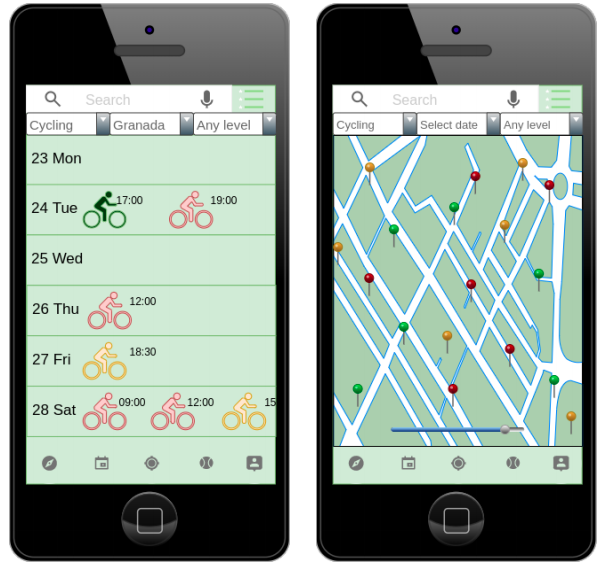 Search
Cycling Granada Any level
23 Mon
24 Tue 17:00 19:00
25 Wed
26 Thu 12:00
27 Fri 18:30
28 Sat 09:00 12:00 15
Search
Cycling Select date Any level